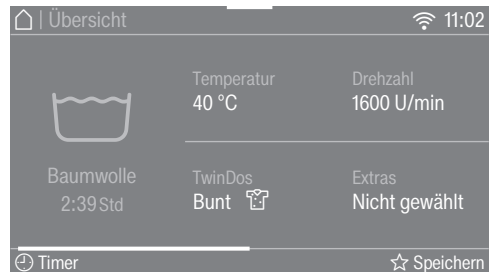 | Übersicht
11:02
Temperatur
40 °C
Drehzahl
1600 U/min
Baumwolle
2:39 Std
TwinDos
Bunt
Extras
Nicht gewählt
Timer
Speichern